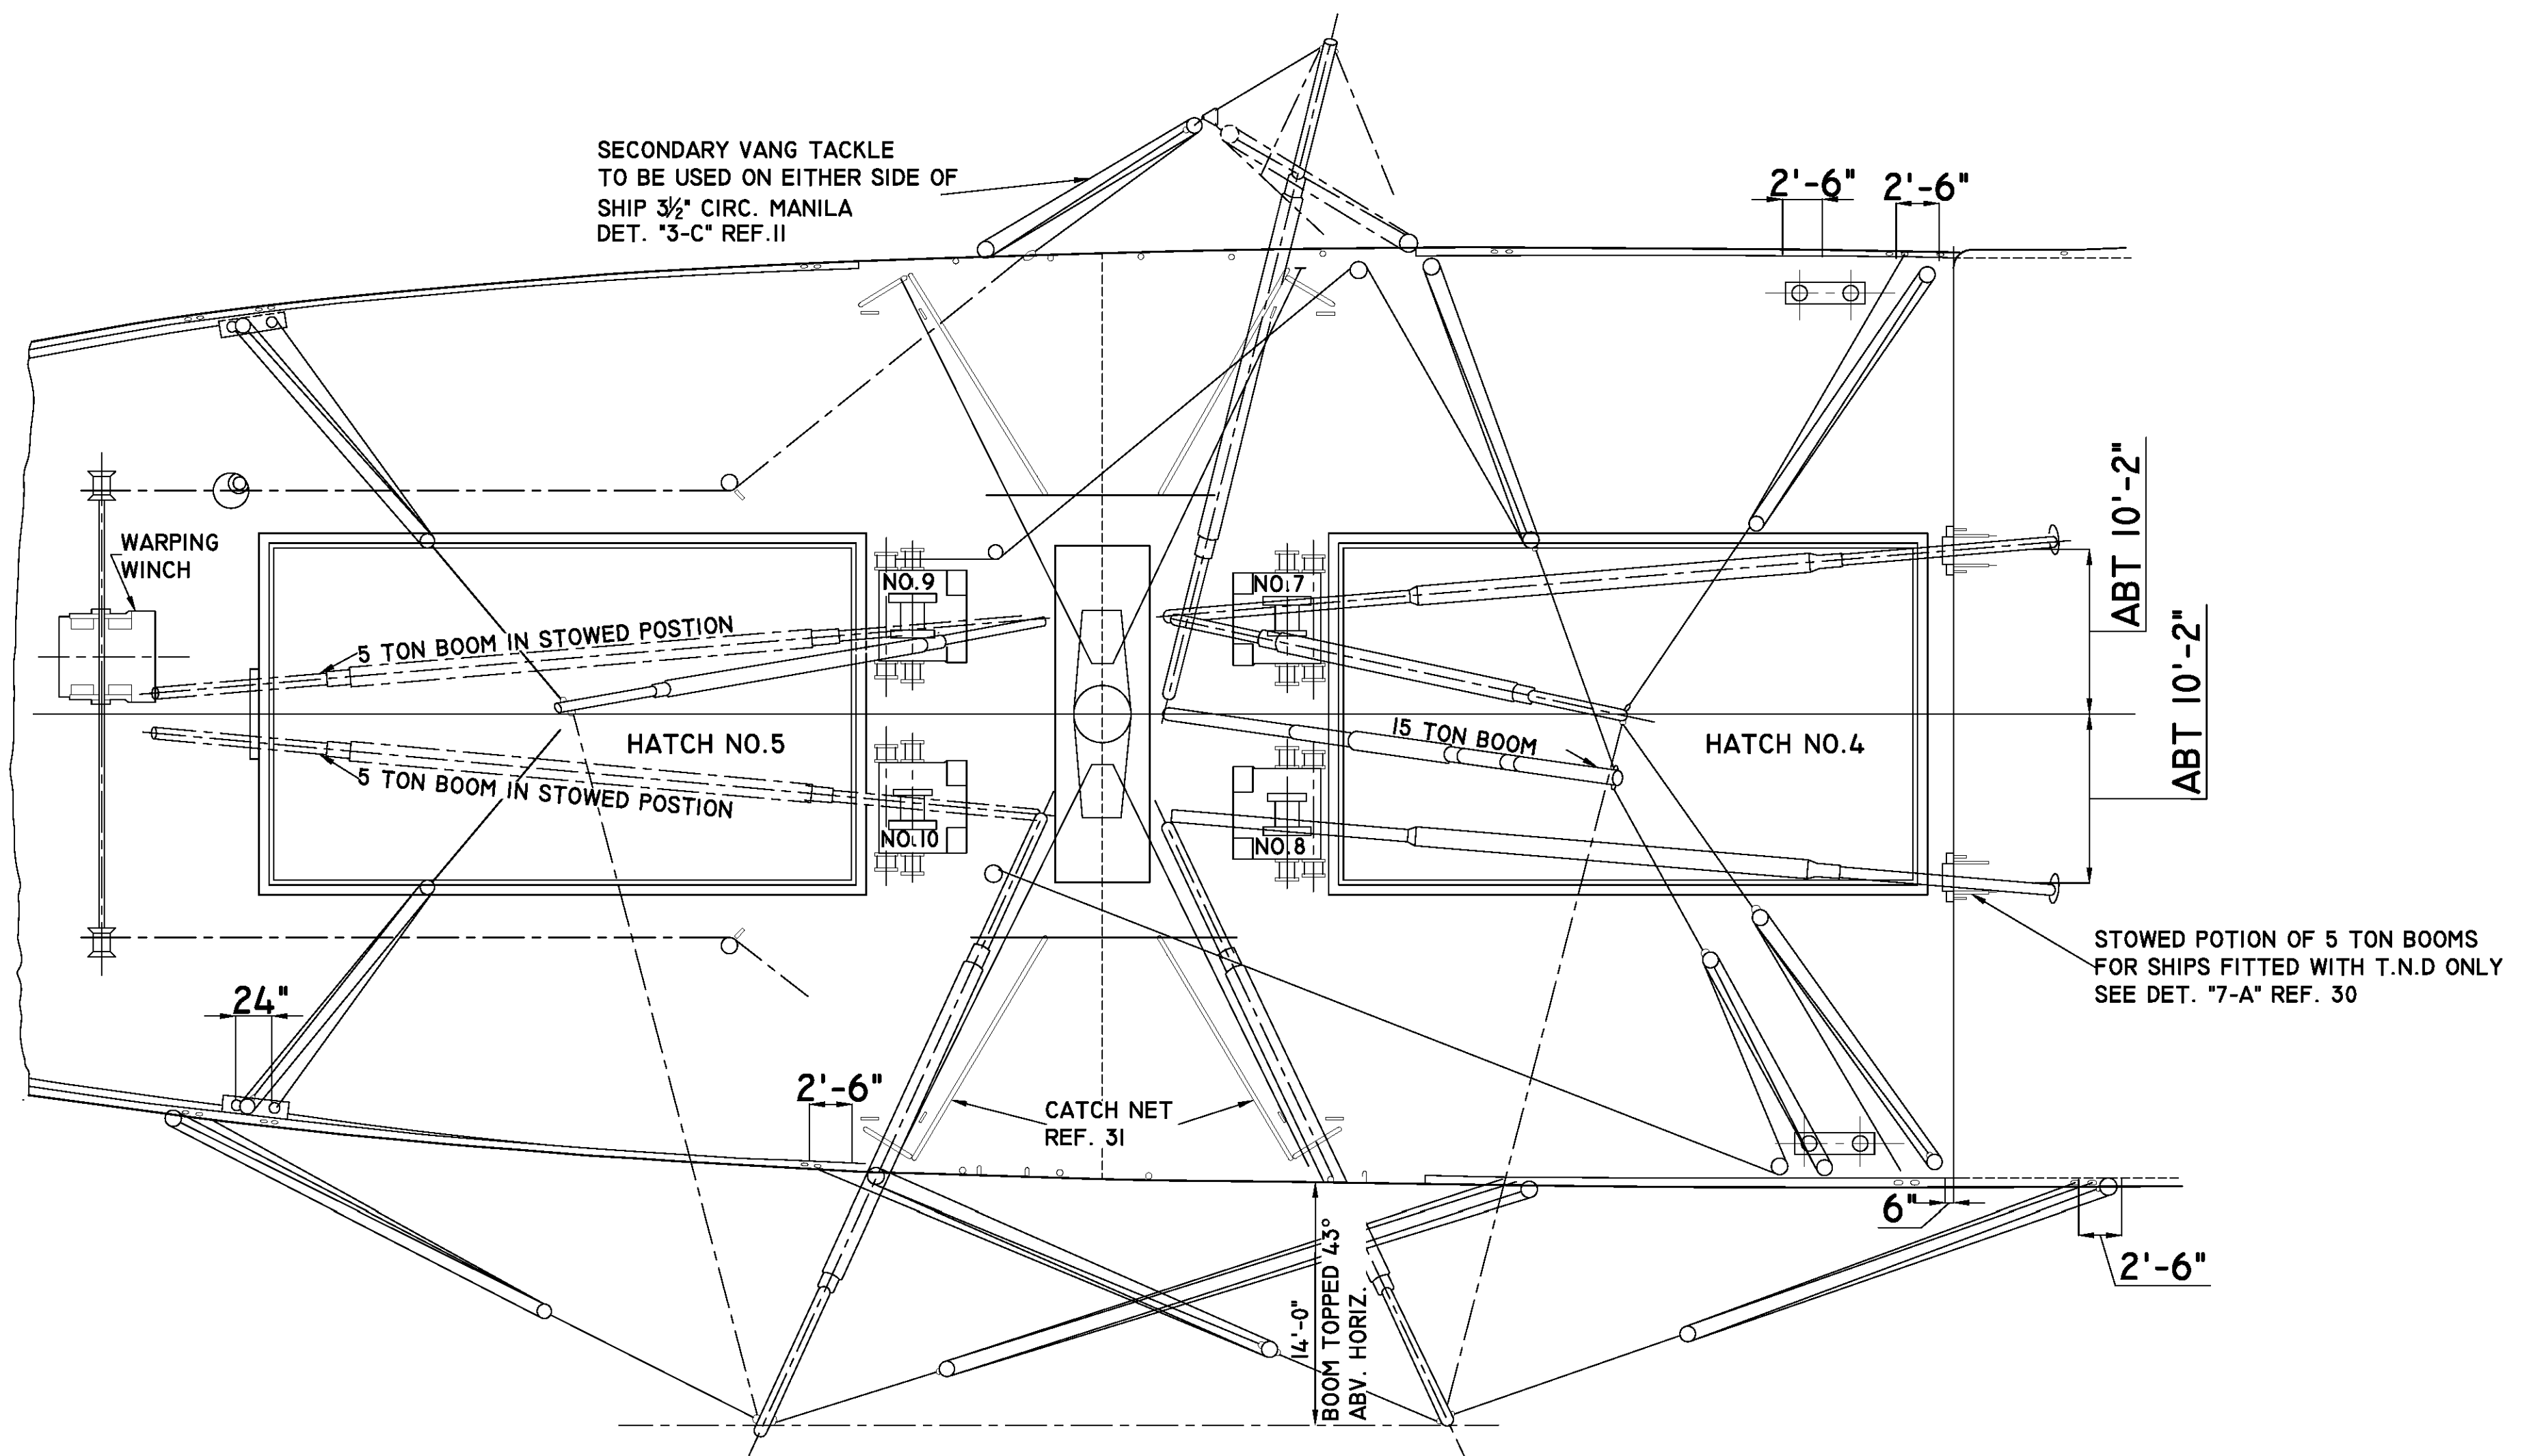 SECONDARY VANG TACKLE
TO BE USED ON EITHER SIDE OF
SHIP 3½" CIRC. MANILA
DET. "3-C" REF.11
2'-6"
2'-6"
WARPING
WINCH
NO.9
NO.7
ABT 10'-2"
ABT 10'-2"
5 TON BOOM IN STOWED POSTION
HATCH NO.5
15 TON BOOM
HATCH NO.4
5 TON BOOM IN STOWED POSTION
NO.10
NO.8
STOWED POTION OF 5 TON BOOMS
FOR SHIPS FITTED WITH T.N.D ONLY
SEE DET. "7-A" REF. 30
24"
2'-6"
CATCH NET
REF. 31
6"
2'-6"
14'-0"
BOOM TOPPED 43°
ABV. HORIZ.